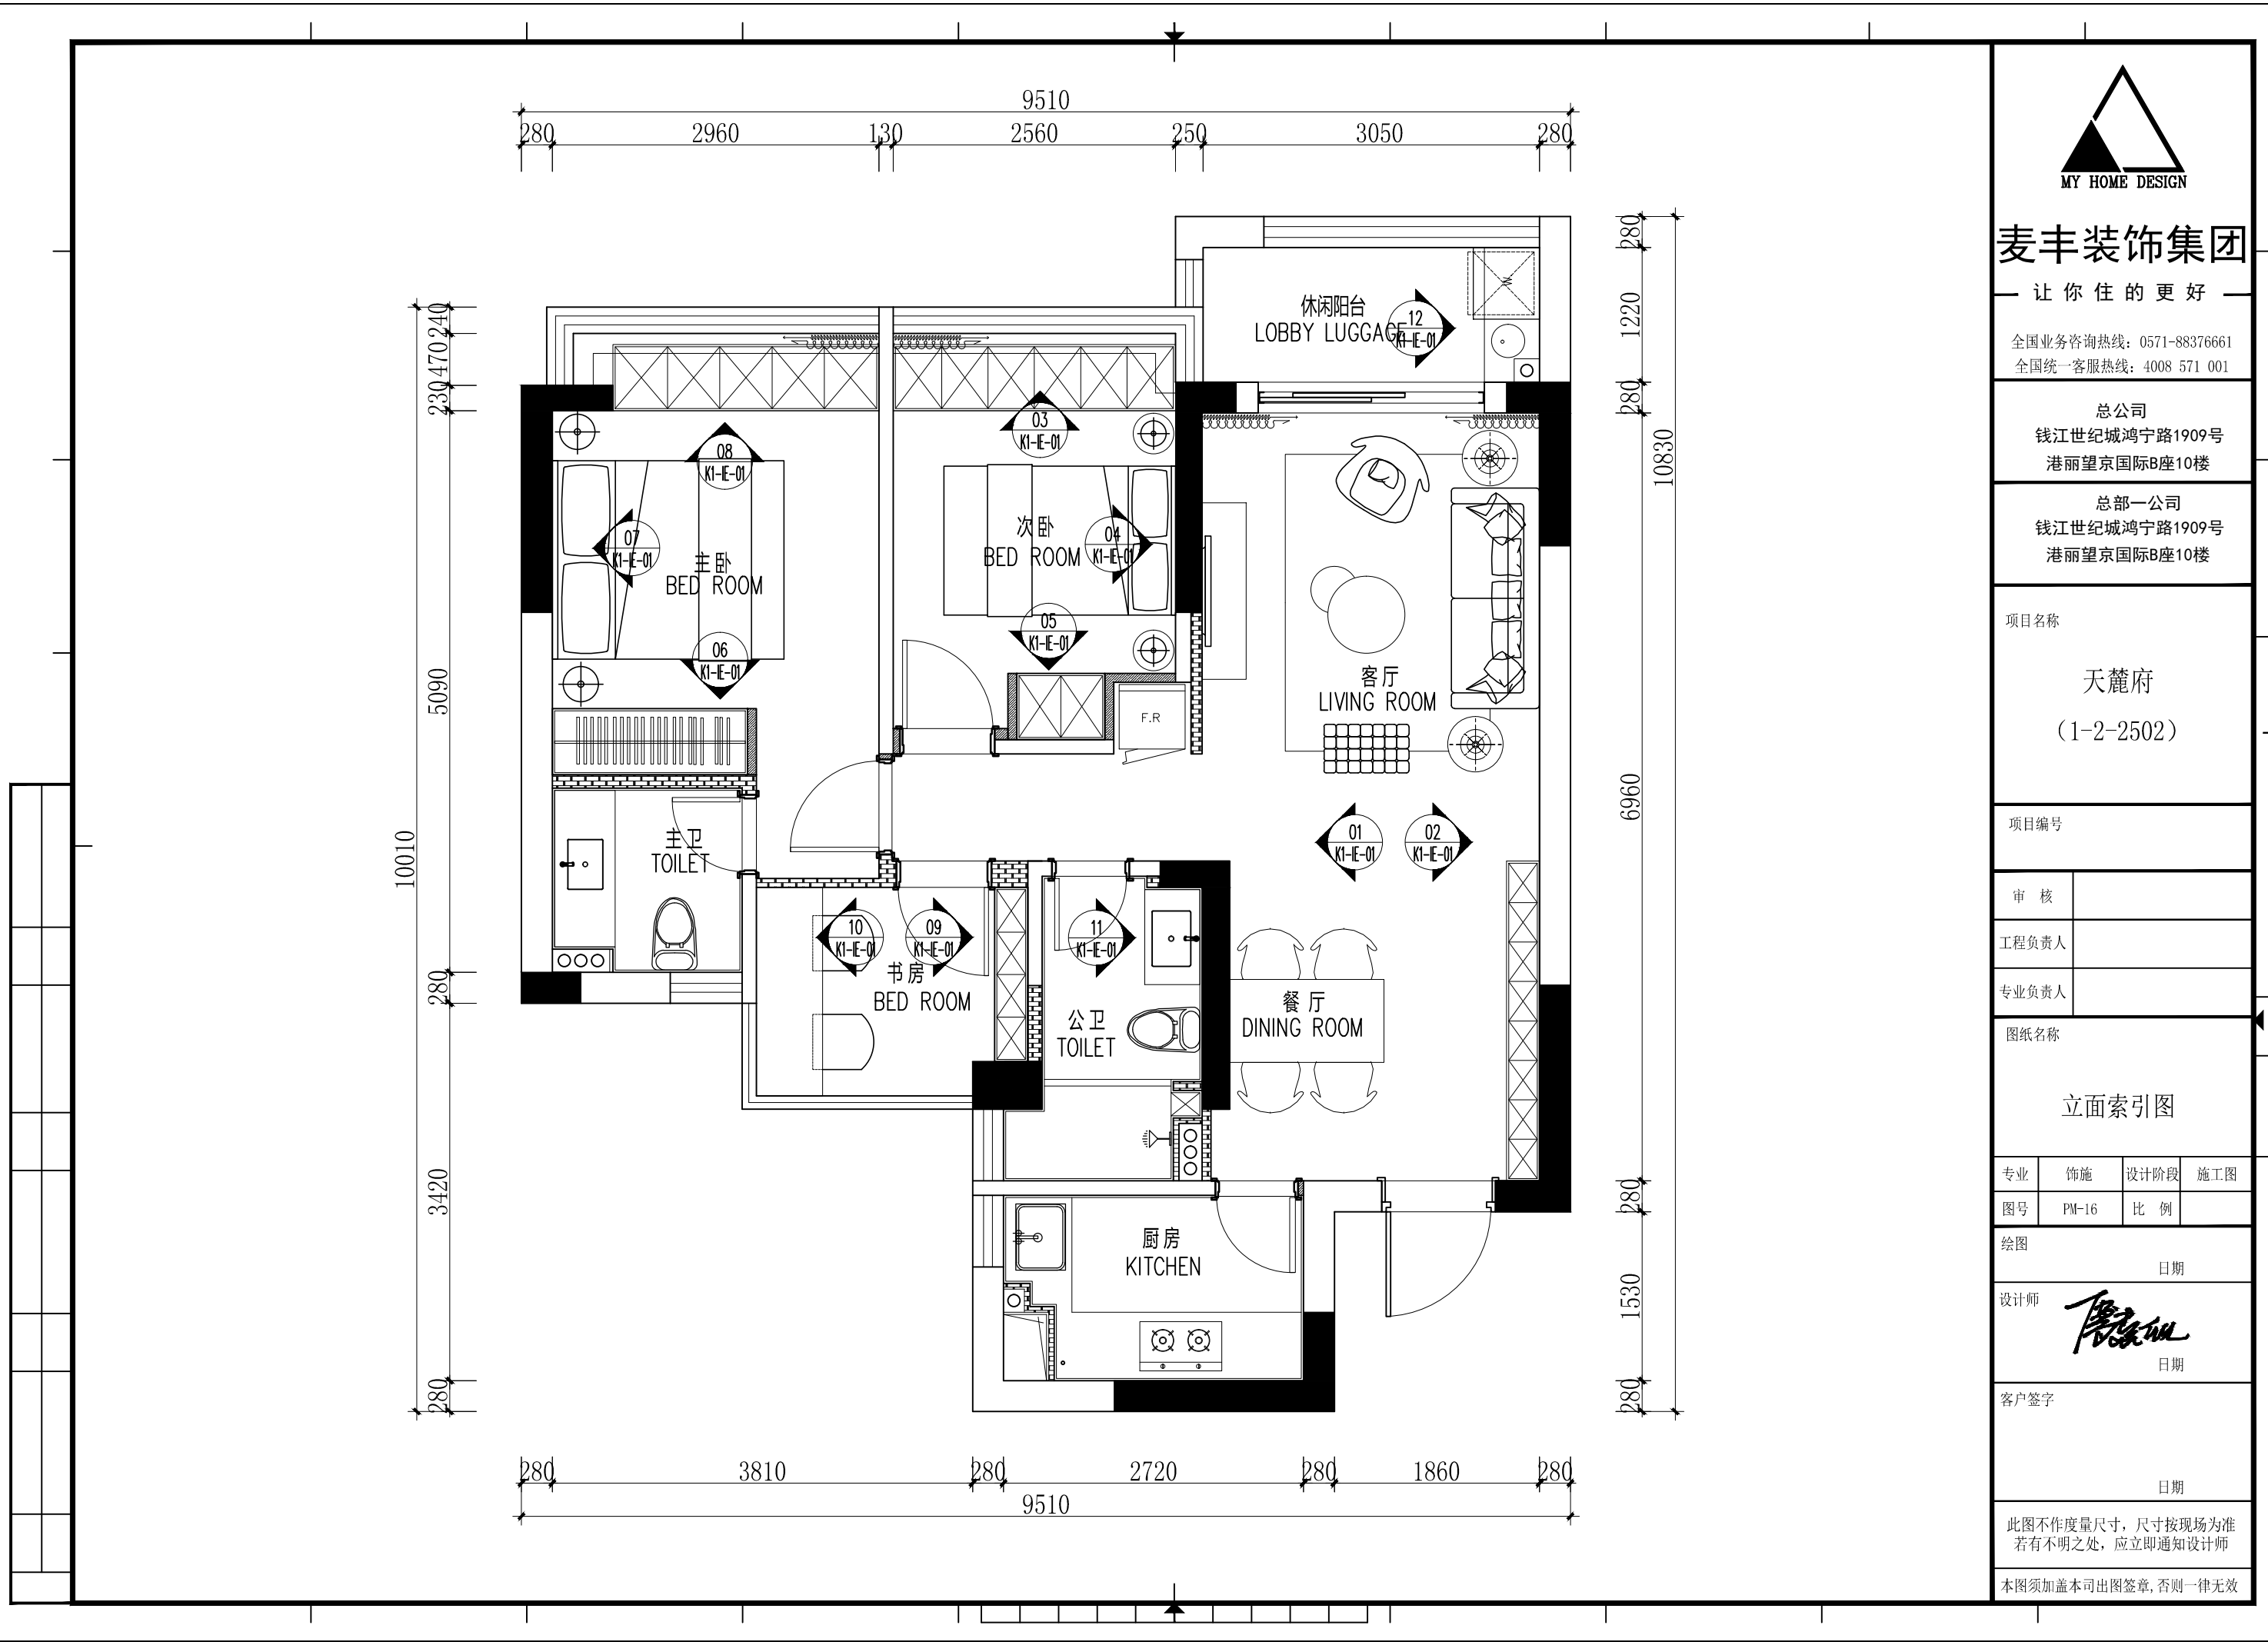 9510
280 2960 130 2560 250 3050 280
280
1220
280
6960
280
1530
280
10830
240
470
230
5090
280
3420
280
10010
休闲阳台
LOBBY LUGGAGE
12
K1-IE-01
03
K1-IE-01
08
K1-IE-01
次卧
BED ROOM
04
K1-IE-01
07
K1-IE-01
主卧
BED ROOM
05
K1-IE-01
06
K1-IE-01
客厅
LIVING ROOM
F.R
W
01
K1-IE-01
02
K1-IE-01
主卫
TOILET
10
K1-IE-01
09
K1-IE-01
11
K1-IE-01
书房
BED ROOM
餐厅
DINING ROOM
公卫
TOILET
厨房
KITCHEN
280 3810 280 2720 280 1860 280
9510
MY HOME DESIGN
麦丰装饰集团
让你住的更好
全国业务咨询热线：0571-88376661
全国统一客服热线：4008 571 001
总公司
钱江世纪城鸿宁路1909号
港丽望京国际B座10楼
总部一公司
钱江世纪城鸿宁路1909号
港丽望京国际B座10楼
项目名称
天麓府
（1-2-2502）
项目编号
审 核
工程负责人
专业负责人
图纸名称
立面索引图
专业 饰施 设计阶段 施工图
图号 PM-16 比 例
绘图
日期
设计师
日期
客户签字
日期
此图不作度量尺寸，尺寸按现场为准
若有不明之处，应立即通知设计师
本图须加盖本司出图签章,否则一律无效